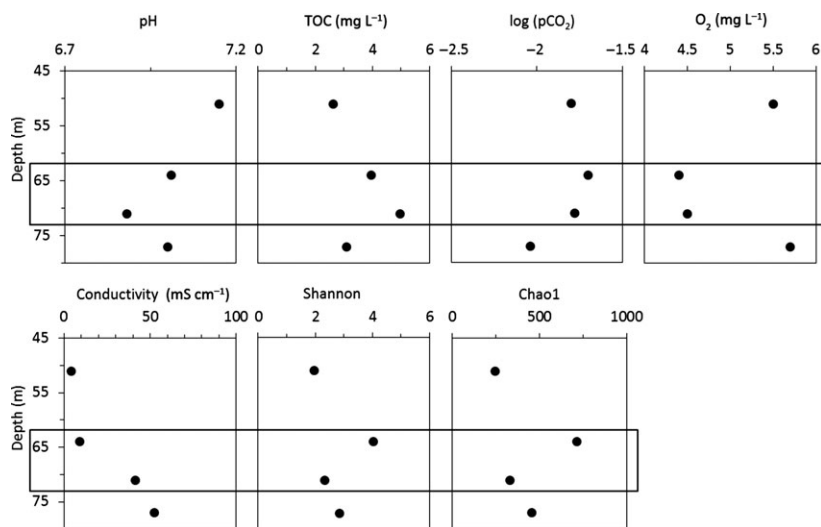 pH TOC (mg L⁻¹) log (pCO₂) O₂ (mg L⁻¹)
6.7 7.2 0 2 4 6 −2.5 −2 −1.5 4 4.5 5 5.5 6
45
55
Depth (m)
65
75
Conductivity (mS cm⁻¹) Shannon Chao1
0 50 100 0 2 4 6 0 500 1000
45
55
Depth (m)
65
75